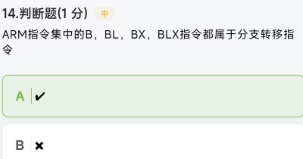 14.判断题(1 分) 中
ARM指令集中的B，BL，BX，BLX指令都属于分支转移指
令
A ✔
B ✖